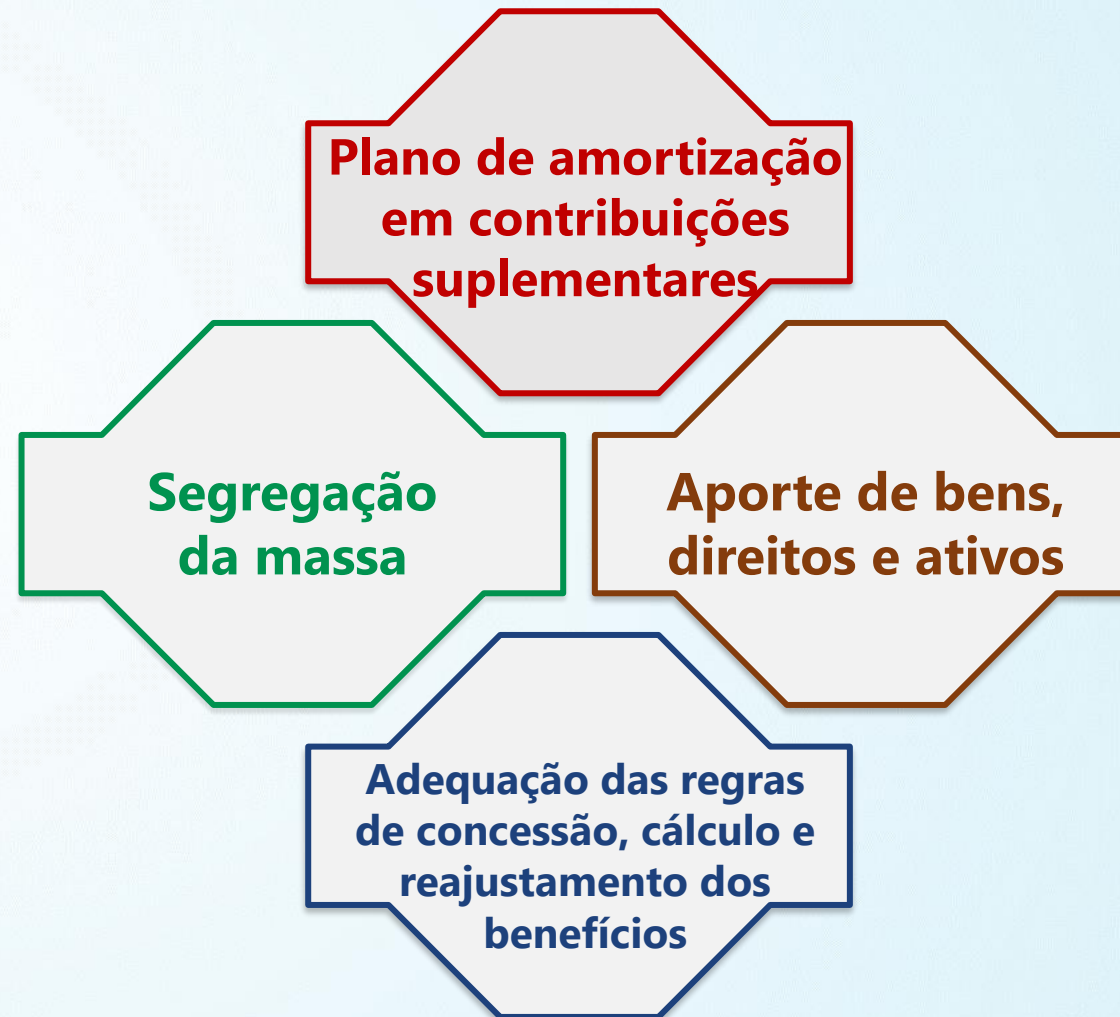 Plano de amortização
em contribuições
suplementares
Segregação
da massa
Aporte de bens,
direitos e ativos
Adequação das regras
de concessão, cálculo e
reajustamento dos
benefícios